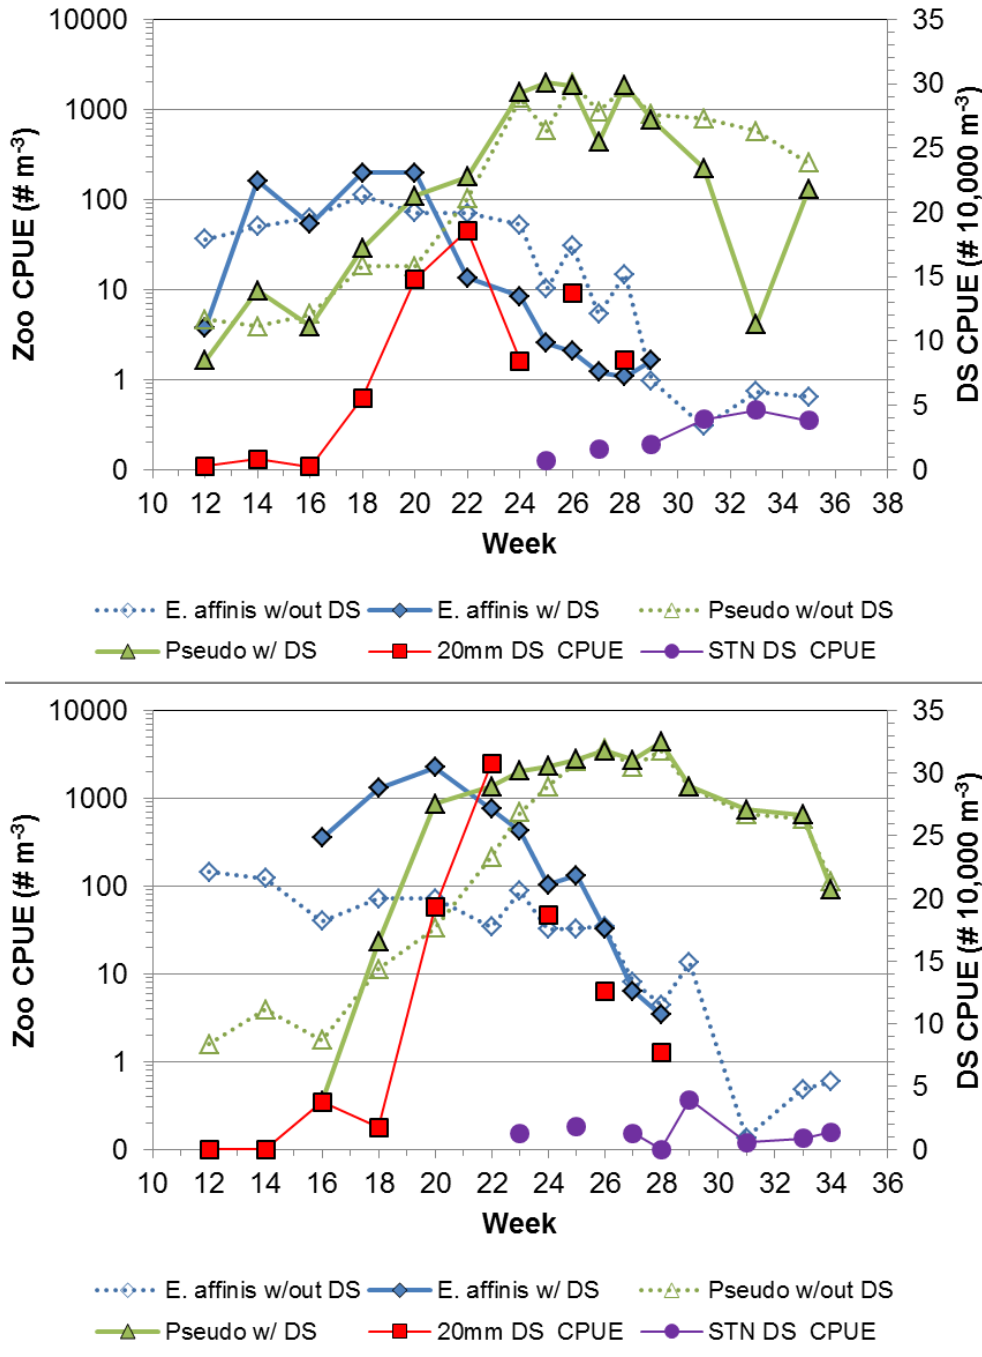 10000
1000
100
10
1
0
Zoo CPUE (# m-3)
35
30
25
20
15
10
5
0
DS CPUE (# 10,000 m-3)
10 12 14 16 18 20 22 24 26 28 30 32 34 36 38
Week
E. affinis w/out DS E. affinis w/ DS Pseudo w/out DS
Pseudo w/ DS 20mm DS CPUE STN DS CPUE
10000
1000
100
10
1
0
Zoo CPUE (# m-3)
35
30
25
20
15
10
5
0
DS CPUE (# 10,000 m-3)
10 12 14 16 18 20 22 24 26 28 30 32 34 36
Week
E. affinis w/out DS E. affinis w/ DS Pseudo w/out DS
Pseudo w/ DS 20mm DS CPUE STN DS CPUE